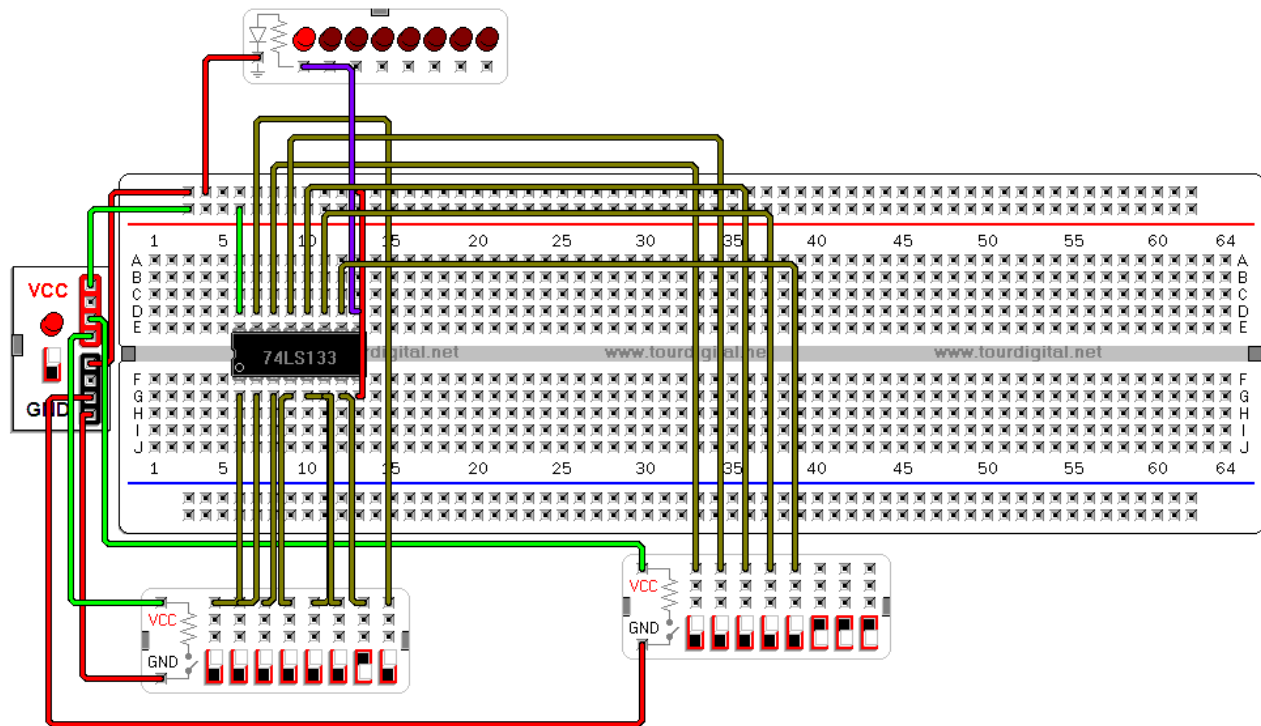 1 5 10 15 20 25 30 35 40 45 50 55 60 64
A A
B B
VCC
C C
D D
E E
74LS133
rdigital.net www.tourdigital.net www.tourdigital.net
F F
G G
GND
H H
I I
J J
1 5 10 15 20 25 30 35 40 45 50 55 60 64
VCC
GND
VCC
GND